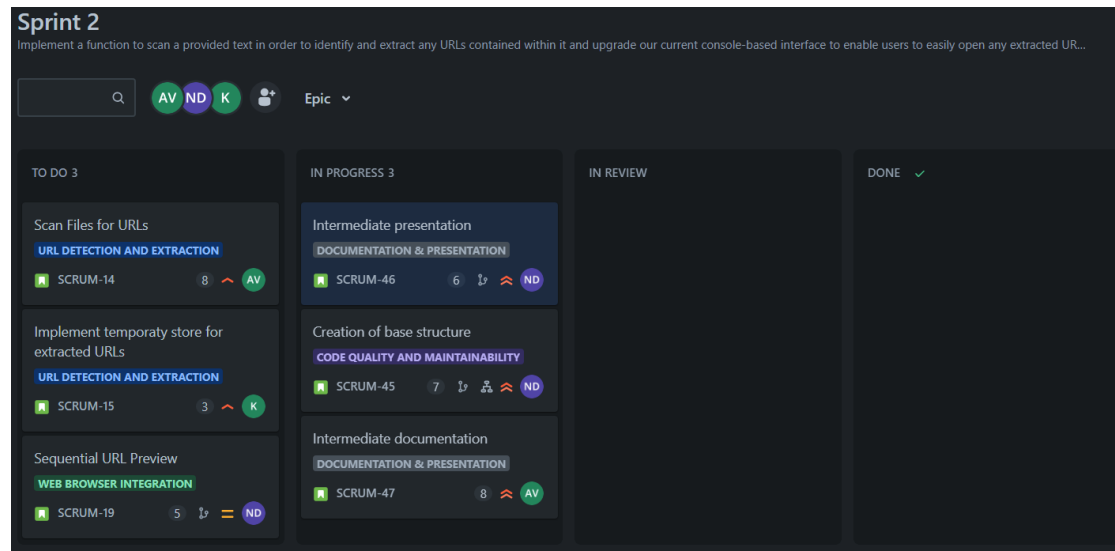 Sprint 2
Implement a function to scan a provided text in order to identify and extract any URLs contained within it and upgrade our current console-based interface to enable users to easily open any extracted UR...
AV ND K Epic
TO DO 3
Scan Files for URLs
URL DETECTION AND EXTRACTION
SCRUM-14 8 AV
Implement temporaty store for
extracted URLs
URL DETECTION AND EXTRACTION
SCRUM-15 3 K
Sequential URL Preview
WEB BROWSER INTEGRATION
SCRUM-19 5 ND
IN PROGRESS 3
Intermediate presentation
DOCUMENTATION & PRESENTATION
SCRUM-46 6 ND
Creation of base structure
CODE QUALITY AND MAINTAINABILITY
SCRUM-45 7 ND
Intermediate documentation
DOCUMENTATION & PRESENTATION
SCRUM-47 8 AV
IN REVIEW
DONE